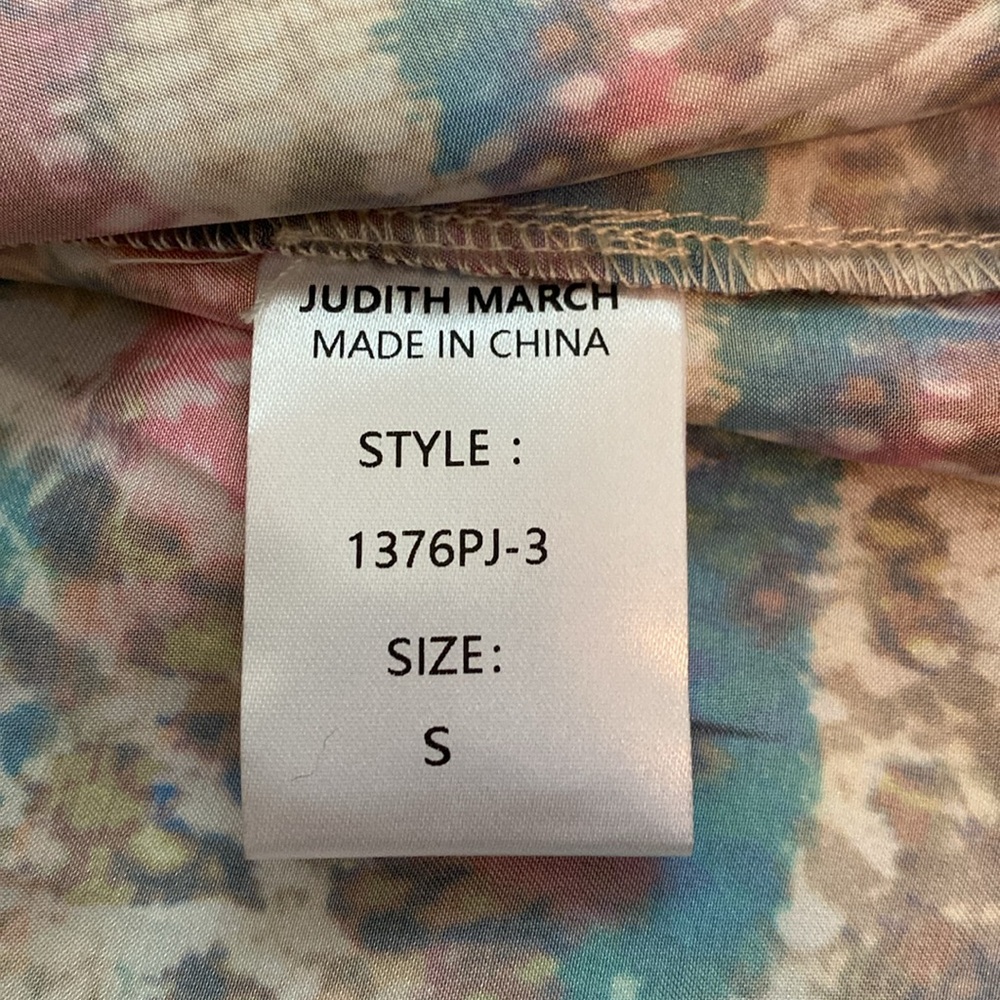 JUDITH MARCH
MADE IN CHINA
STYLE :
1376PJ-3
SIZE:
S